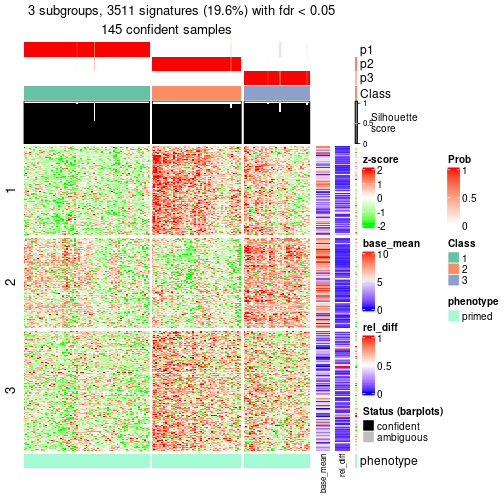 3 subgroups, 3511 signatures (19.6%) with fdr < 0.05
145 confident samples
p1
p2
p3
Class
1
0.5
0
Silhouette
score
1
2
3
z-score
2
1
0
-1
-2
base_mean
10
5
0
rel_diff
1
0.5
0
Status (barplots)
confident
ambiguous
Prob
1
0.5
0
Class
1
2
3
phenotype
primed
phenotype
base_mean
rel_diff